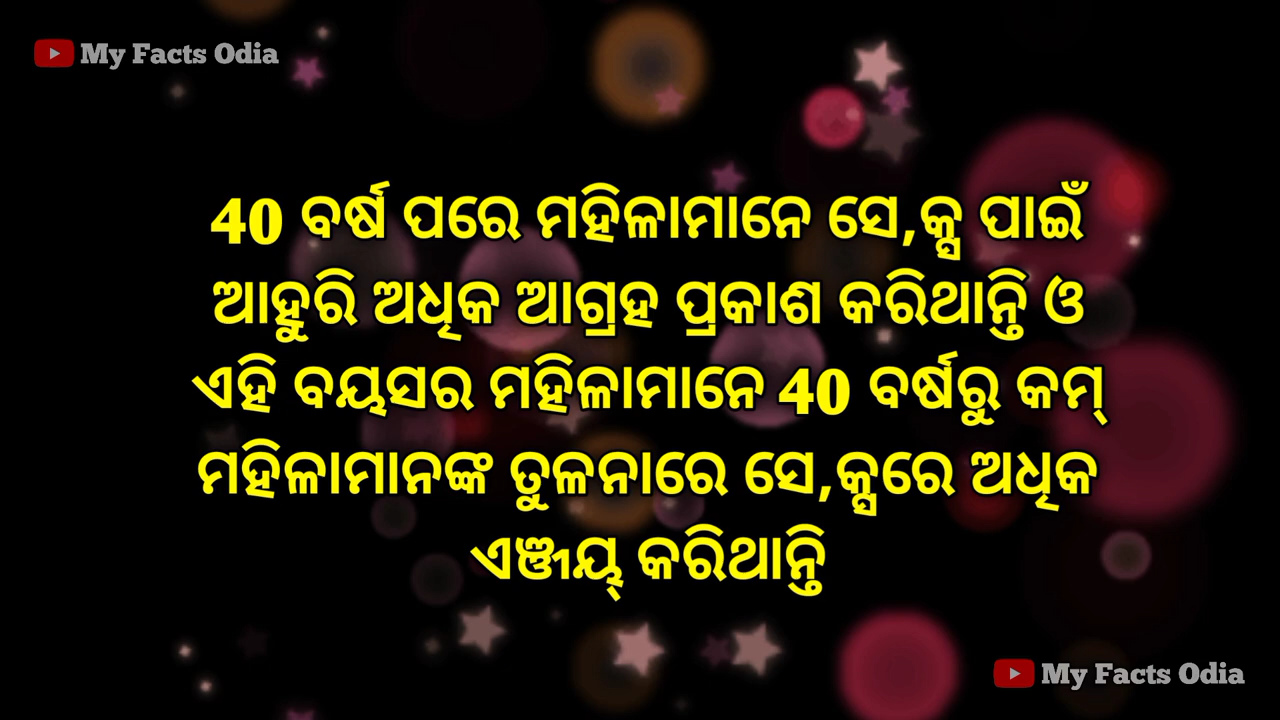 My Facts Odia
40 ବର୍ଷ ପରେ ମହିଳାମାନେ ସେ,କ୍ସ ପାଇଁ
ଆହୁରି ଅଧିକ ଆଗ୍ରହ ପ୍ରକାଶ କରିଥାନ୍ତି ଓ
ଏହି ବୟସର ମହିଳାମାନେ 40 ବର୍ଷରୁ କମ୍
ମହିଳାମାନଙ୍କ ତୁଳନାରେ ସେ,କ୍ସରେ ଅଧିକ
ଏଞ୍ଜୟ୍ କରିଥାନ୍ତି
My Facts Odia